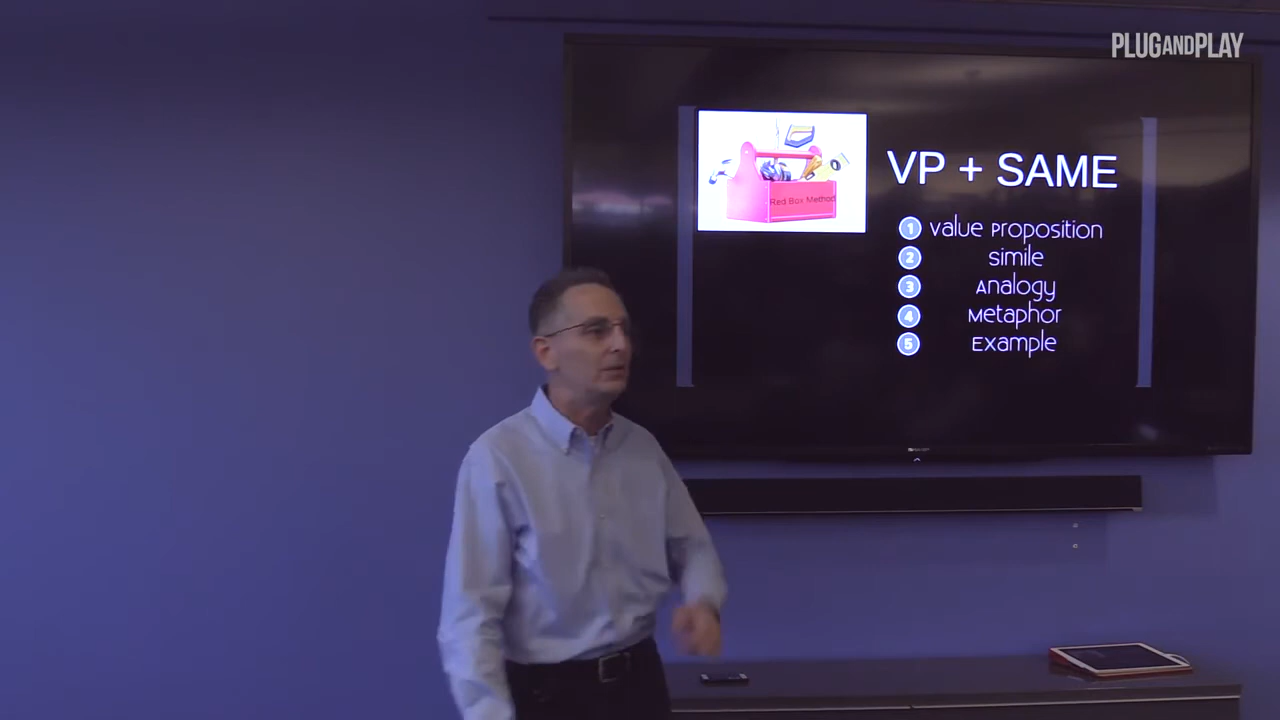 PLUGANDPLAY
Red Box Method
VP + SAME
1 Value Proposition
2 Simile
3 Analogy
4 Metaphor
5 Example